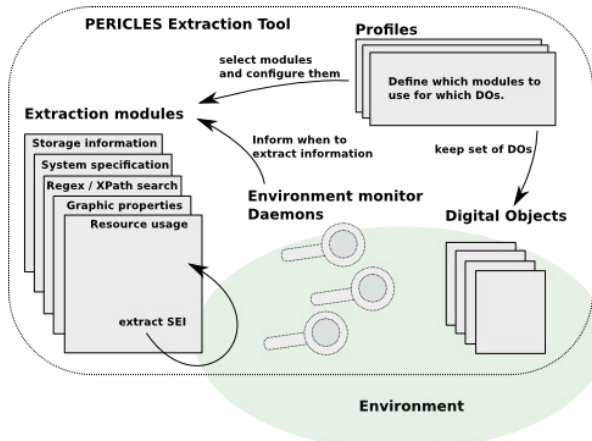 PERICLES Extraction Tool
Profiles
select modules
and configure them
Define which modules to
use for which DOs.
Extraction modules
Inform when to
extract information
keep set of DOs
Storage information
System specification
Regex / XPath search
Graphic properties
Resource usage
Environment monitor
Daemons
Digital Objects
extract SEI
Environment